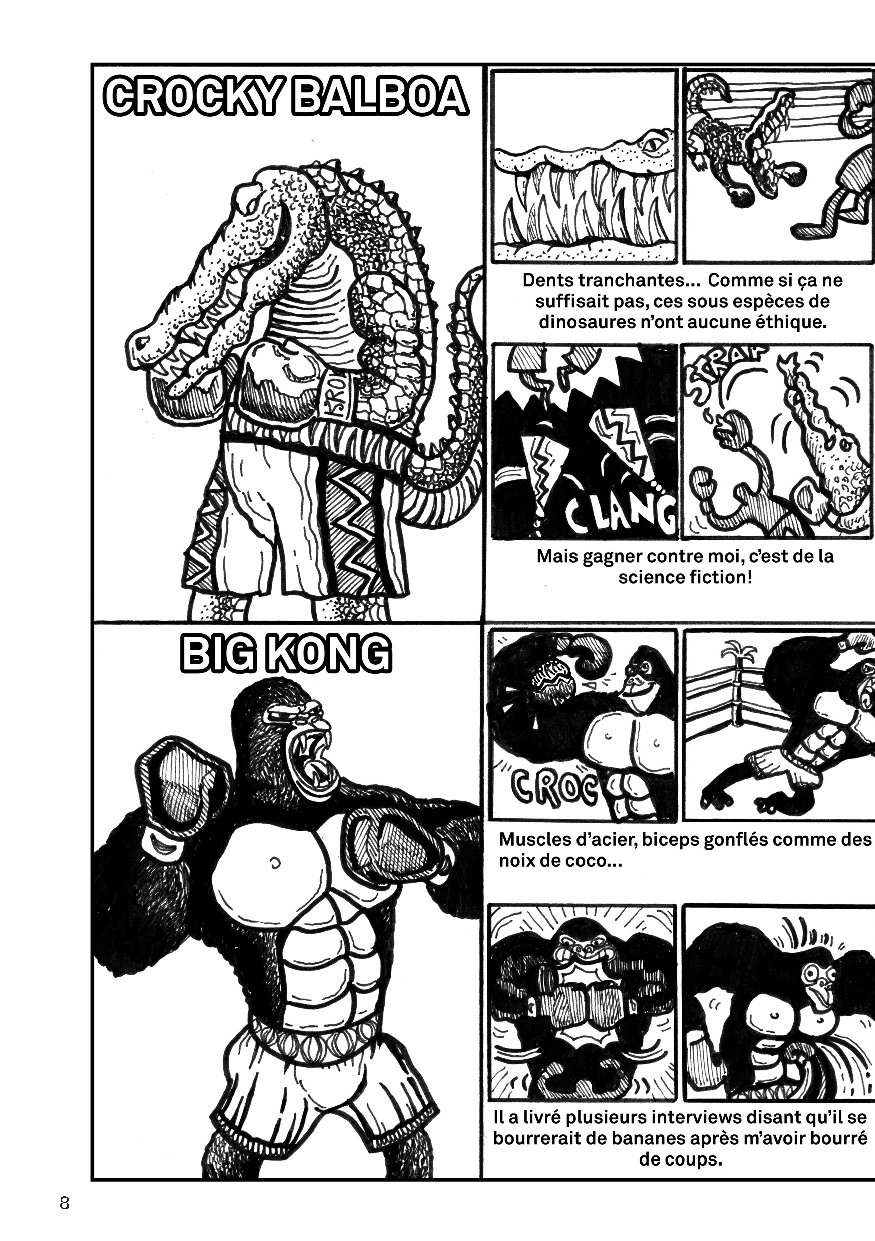 CROCKY BALBOA
Dents tranchantes... Comme si ça ne
suffisait pas, ces sous espèces de
dinosaures n'ont aucune éthique.
CLANG
STRAP
Mais gagner contre moi, c'est de la
science fiction!
BIG KONG
CROC
Muscles d'acier, biceps gonflés comme des
noix de coco...
Il a livré plusieurs interviews disant qu'il se
bourrerait de bananes après m'avoir bourré
de coups.
8